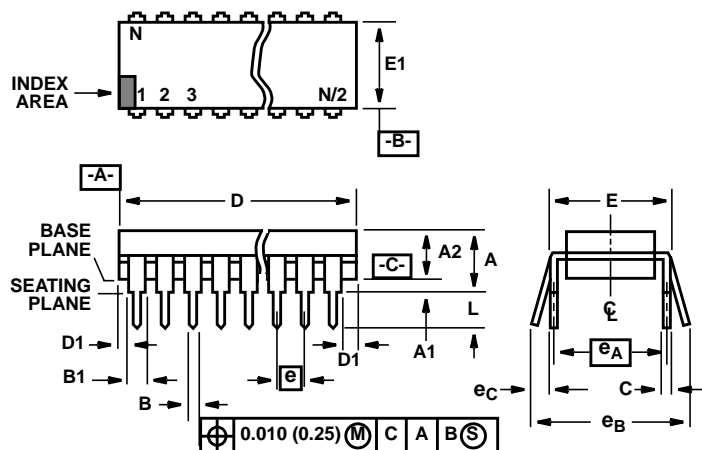 N
E1
INDEX
AREA
1 2 3 N/2
-B-
-A-
D
E
BASE
PLANE
A2
A
-C-
SEATING
PLANE
L
C L
D1
A1
D1
e
eA
B1
eC
C
B
eB
0.010 (0.25) M C A B S